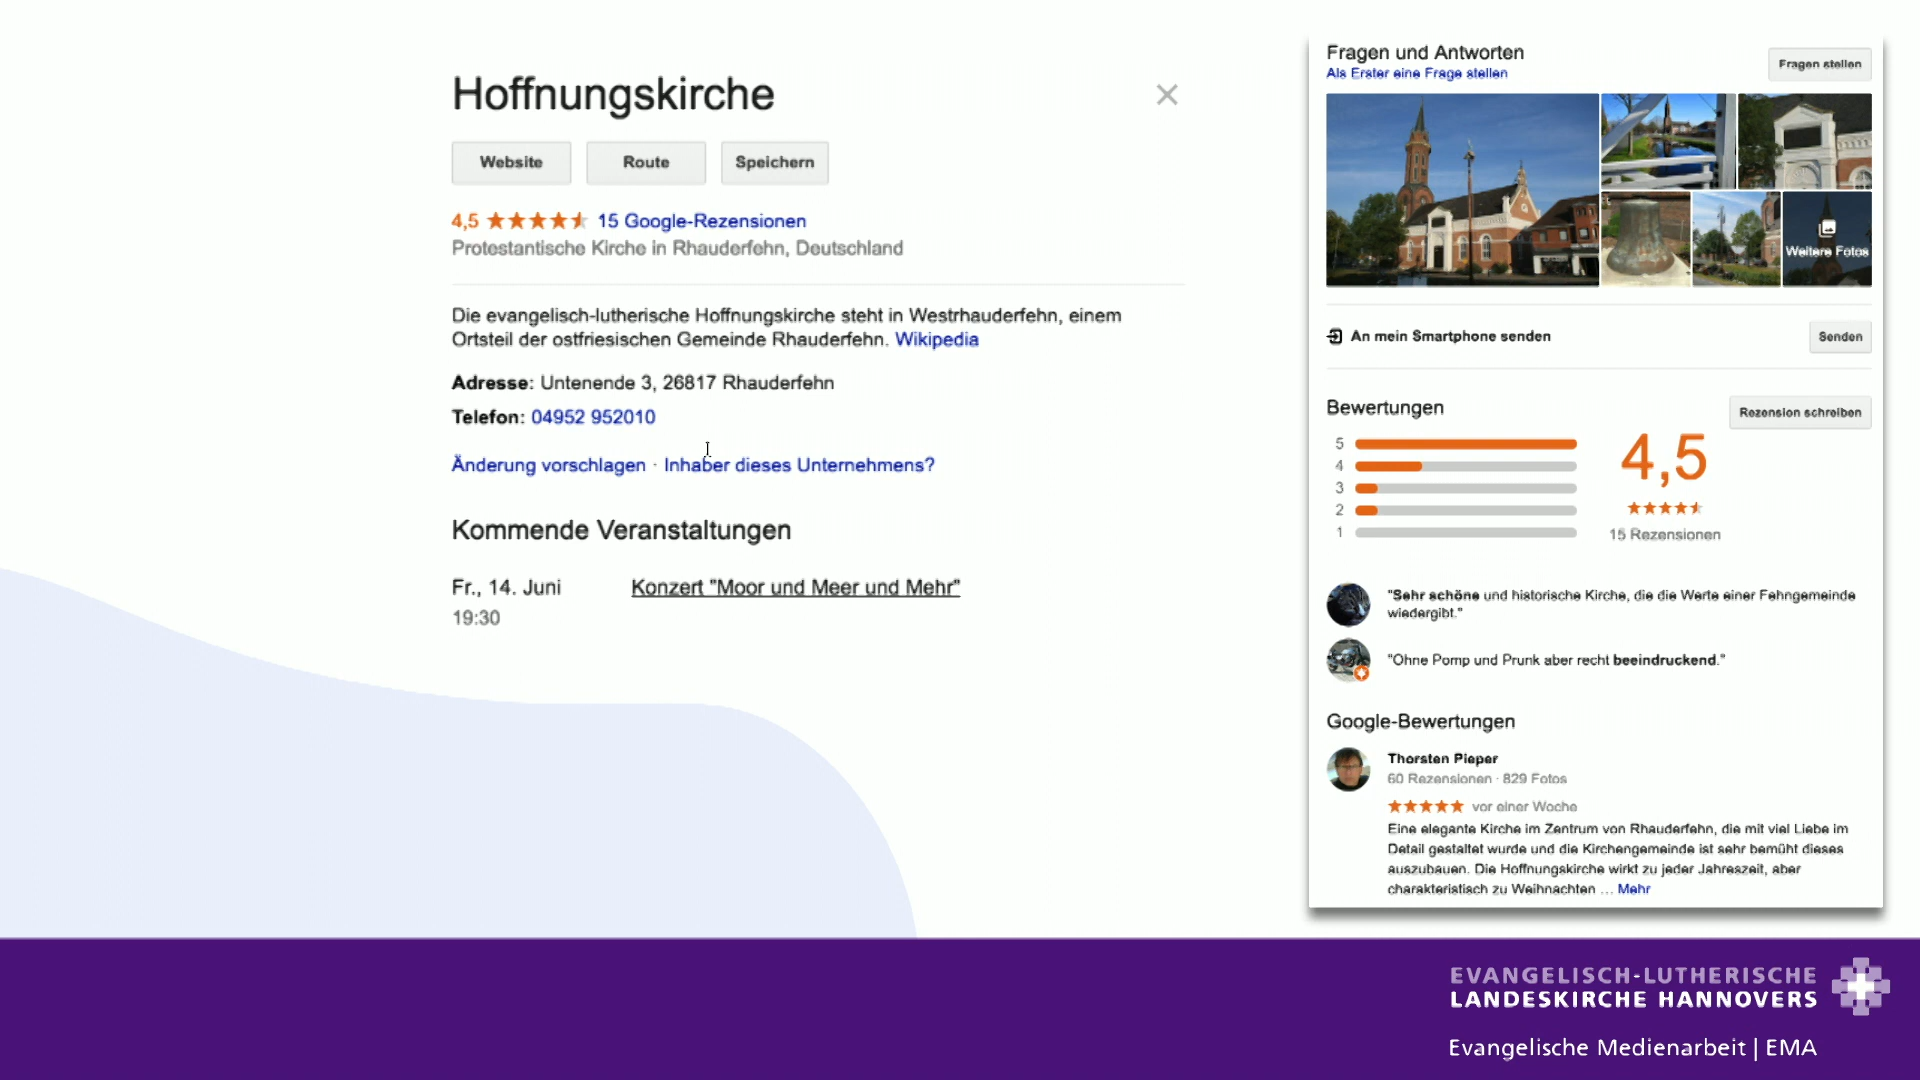 Hoffnungskirche
Website
Route
Speichern
4,5 15 Google-Rezensionen
Protestantische Kirche in Rhauderfehn, Deutschland
Die evangelisch-lutherische Hoffnungskirche steht in Westrhauderfehn, einem
Ortsteil der ostfriesischen Gemeinde Rhauderfehn. Wikipedia
Adresse: Untenende 3, 26817 Rhauderfehn
Telefon: 04952 952010
Änderung vorschlagen · Inhaber dieses Unternehmens?
Kommende Veranstaltungen
Fr., 14. Juni Konzert "Moor und Meer und Mehr"
19:30
Fragen und Antworten
Als Erster eine Frage stellen
Fragen stellen
Weitere Fotos
An mein Smartphone senden
Senden
Bewertungen
Rezension schreiben
5
4
3
2
1
4,5
15 Rezensionen
"Sehr schöne und historische Kirche, die die Werte einer Fehngemeinde
wiedergibt."
"Ohne Pomp und Prunk aber recht beeindruckend."
Google-Bewertungen
Thorsten Pieper
60 Rezensionen · 829 Fotos
vor einer Woche
Eine elegante Kirche im Zentrum von Rhauderfehn, die mit viel Liebe im
Detail gestaltet wurde und die Kirchengemeinde ist sehr bemüht dieses
auszubauen. Die Hoffnungskirche wirkt zu jeder Jahreszeit, aber
charakteristisch zu Weihnachten ... Mehr
EVANGELISCH-LUTHERISCHE
LANDESKIRCHE HANNOVERS
Evangelische Medienarbeit | EMA